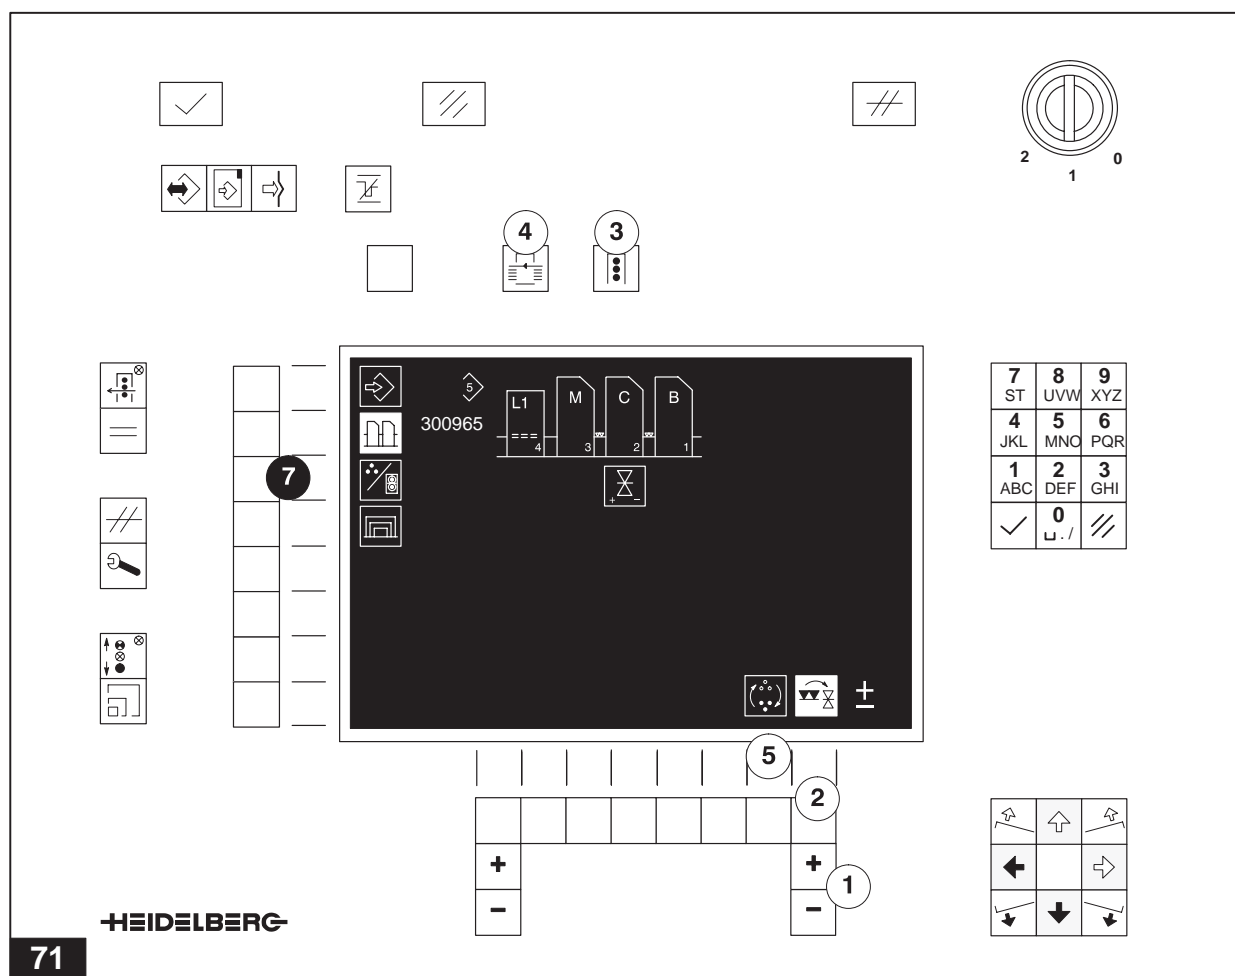 2 0
1
4 3
7 8 9
ST UVW XYZ
4 5 6
JKL MNO PQR
1 2 3
ABC DEF GHI
0
␣ . /
5
L1 M C B
300965
4 3 2 1
7
+ −
±
5
2
+ +
1
− −
HEIDELBERG
71